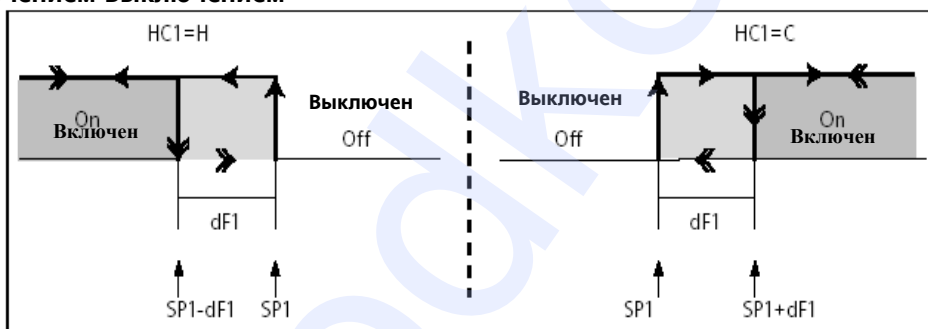 чением-выключением
HC1=H
HC1=C
On
Включен
Выключен
Off
Выключен
Off
On
Включен
dF1
dF1
SP1-dF1
SP1
SP1
SP1+dF1